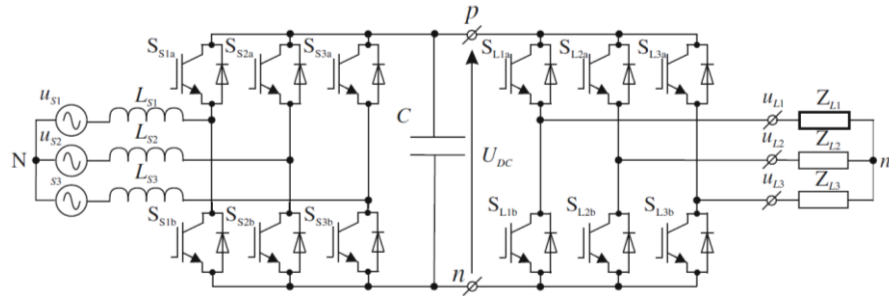 p
S_S1a S_S2a S_S3a S_L1a S_L2a S_L3a
u_S1 L_S1 C u_L1 Z_L1
u_S2 L_S2 U_DC u_L2 Z_L2
N n
S3 L_S3 u_L3 Z_L3
S_S1b S_S2b S_S3b S_L1b S_L2b S_L3b
n